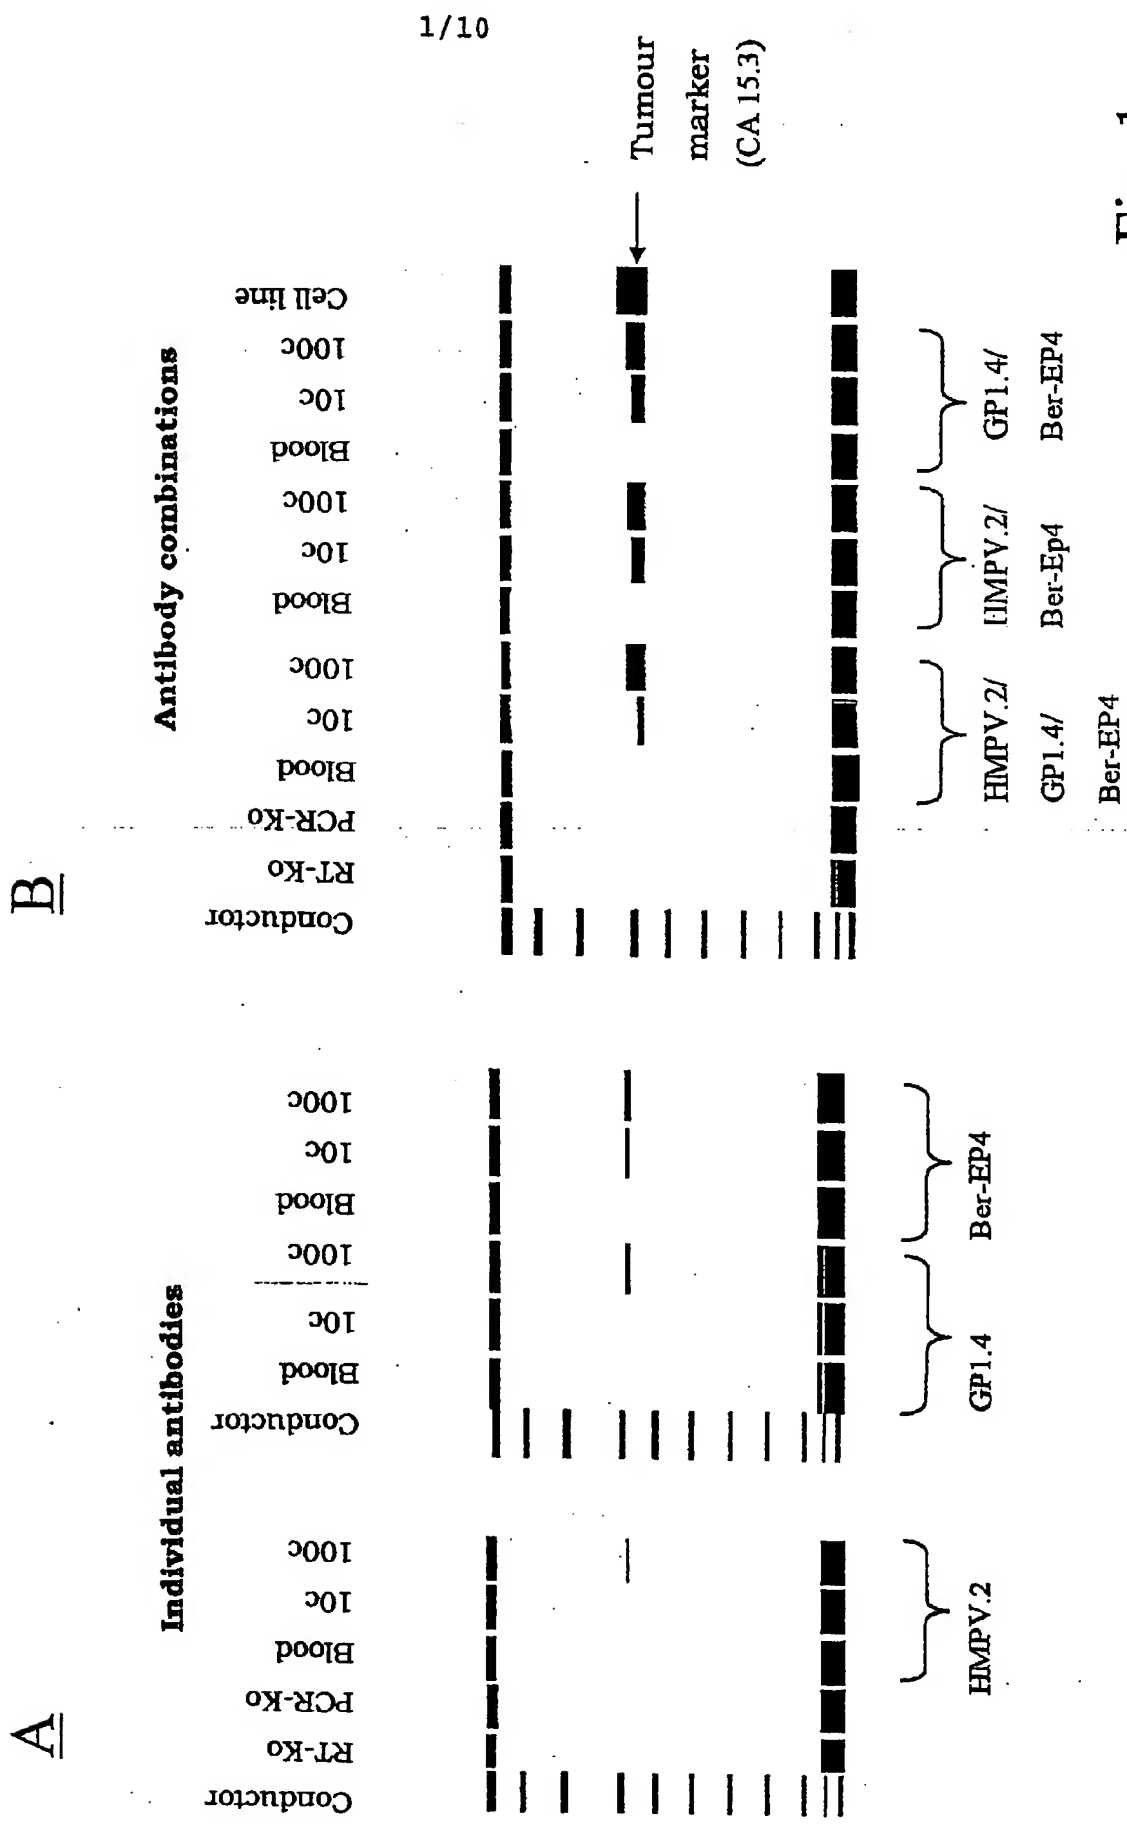 1/10
A
Individual antibodies
Conductor
RT-Ko
PCR-Ko
Blood
10c
100c
Conductor
Blood
10c
100c
Blood
10c
100c
HMPV.2
GP1.4
Ber-EP4
B
Antibody combinations
Conductor
RT-Ko
PCR-Ko
Blood
10c
100c
Blood
10c
100c
Blood
10c
100c
Cell line
Tumour
marker
(CA 15.3)
HMPV.2/
GP1.4/
Ber-EP4
HMPV.2/
Ber-Ep4
GP1.4/
Ber-EP4